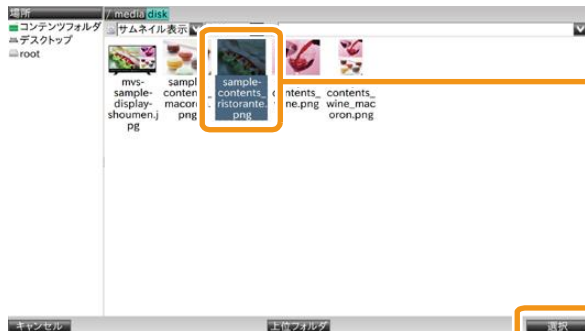 場所
コンテンツフォルダ
デスクトップ
root
/ media disk
サムネイル表示
mvs-
sample-
display-
shoumen.j
pg
sampl
conten
macor
png
sample-
contents_
ristorante.
png
ntents_
ne.png
contents_
wine_mac
oron.png
キャンセル
上位フォルダ
選択